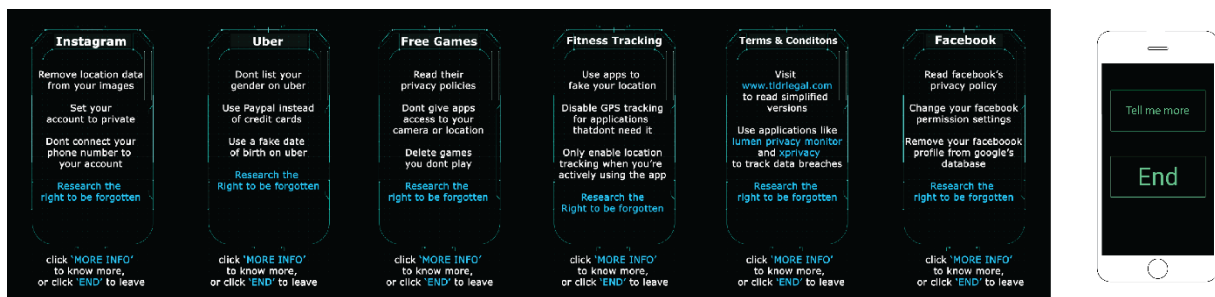 Instagram
Remove location data
from your images
Set your
account to private
Dont connect your
phone number to
your account
Research the
right to be forgotten
click 'MORE INFO'
to know more,
or click 'END' to leave
Uber
Dont list your
gender on uber
Use Paypal instead
of credit cards
Use a fake date
of birth on uber
Research the
Right to be forgotten
click 'MORE INFO'
to know more,
or click 'END' to leave
Free Games
Read their
privacy policies
Dont give apps
access to your
camera or location
Delete games
you dont play
Research the
right to be forgotten
click 'MORE INFO'
to know more,
or click 'END' to leave
Fitness Tracking
Use apps to
fake your location
Disable GPS tracking
for applications
thatdont need it
Only enable location
tracking when you're
actively using the app
Research the
Right to be forgotten
click 'MORE INFO'
to know more,
or click 'END' to leave
Terms & Conditons
Visit
www.tldrlegal.com
to read simplified
versions
Use applications like
lumen privacy monitor
and xprivacy
to track data breaches
click 'MORE INFO'
to know more,
or click 'END' to leave
Facebook
Read facebook's
privacy policy
Change your facebook
permission settings
Remove your faceboook
profile from google's
database
Research the
right to be forgotten
click 'MORE INFO'
to know more,
or click 'END' to leave
Tell me more
End